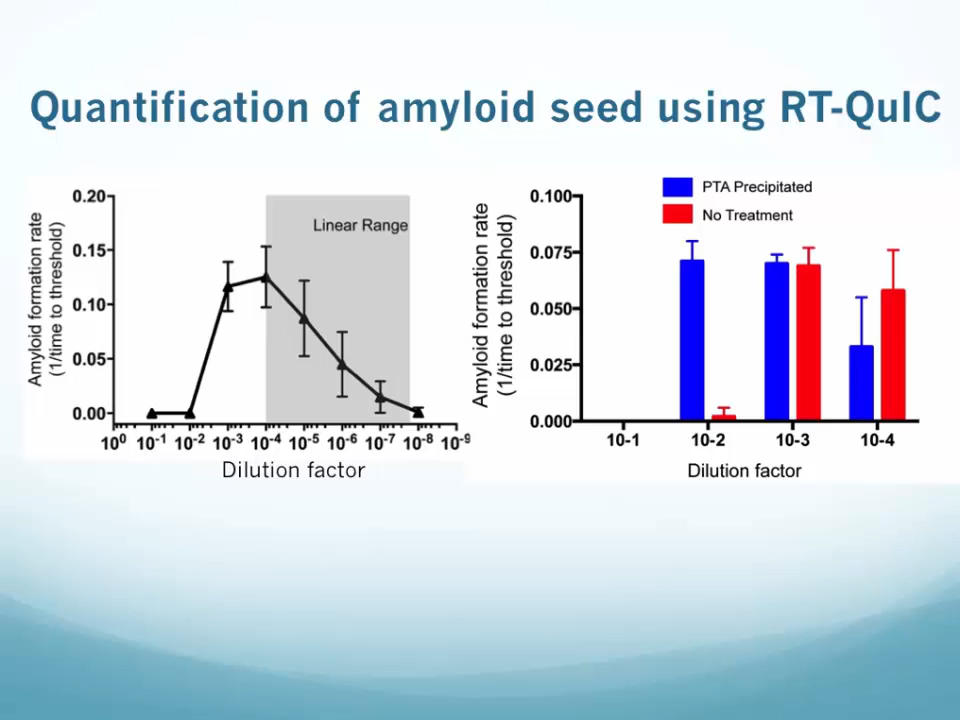 Quantification of amyloid seed using RT-QuIC
Amyloid formation rate
(1/time to threshold)
0.20
0.15
0.10
0.05
0.00
Linear Range
10⁰ 10⁻¹ 10⁻² 10⁻³ 10⁻⁴ 10⁻⁵ 10⁻⁶ 10⁻⁷ 10⁻⁸ 10⁻⁹
Dilution factor
PTA Precipitated
No Treatment
Amyloid formation rate
(1/time to threshold)
0.100
0.075
0.050
0.025
0.000
10-1 10-2 10-3 10-4
Dilution factor